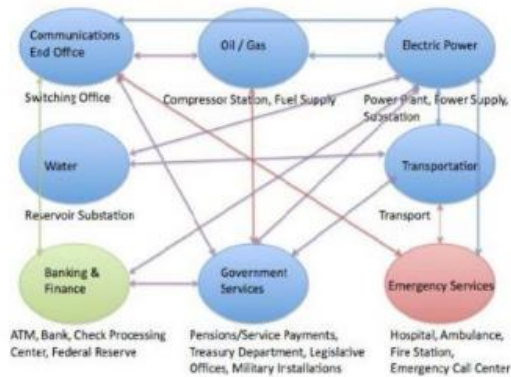 Communications
End Office
Oil / Gas
Electric Power
Switching Office
Compressor Station, Fuel Supply
Power Plant, Power Supply,
Substation
Water
Transportation
Reservoir Substation
Transport
Banking &
Finance
Government
Services
Emergency Services
ATM, Bank, Check Processing
Center, Federal Reserve
Pensions/Service Payments,
Treasury Department, Legislative
Offices, Military Installations
Hospital, Ambulance,
Fire Station,
Emergency Call Center